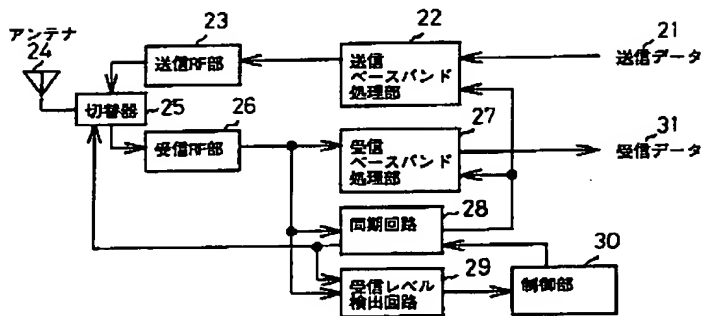 アンテナ
24
23
送信RF部
22
送信
ベースバンド
処理部
21
送信データ
切替器
25
26
受信RF部
27
受信
ベースバンド
処理部
31
受信データ
28
同期回路
29
受信レベル
検出回路
30
制御部